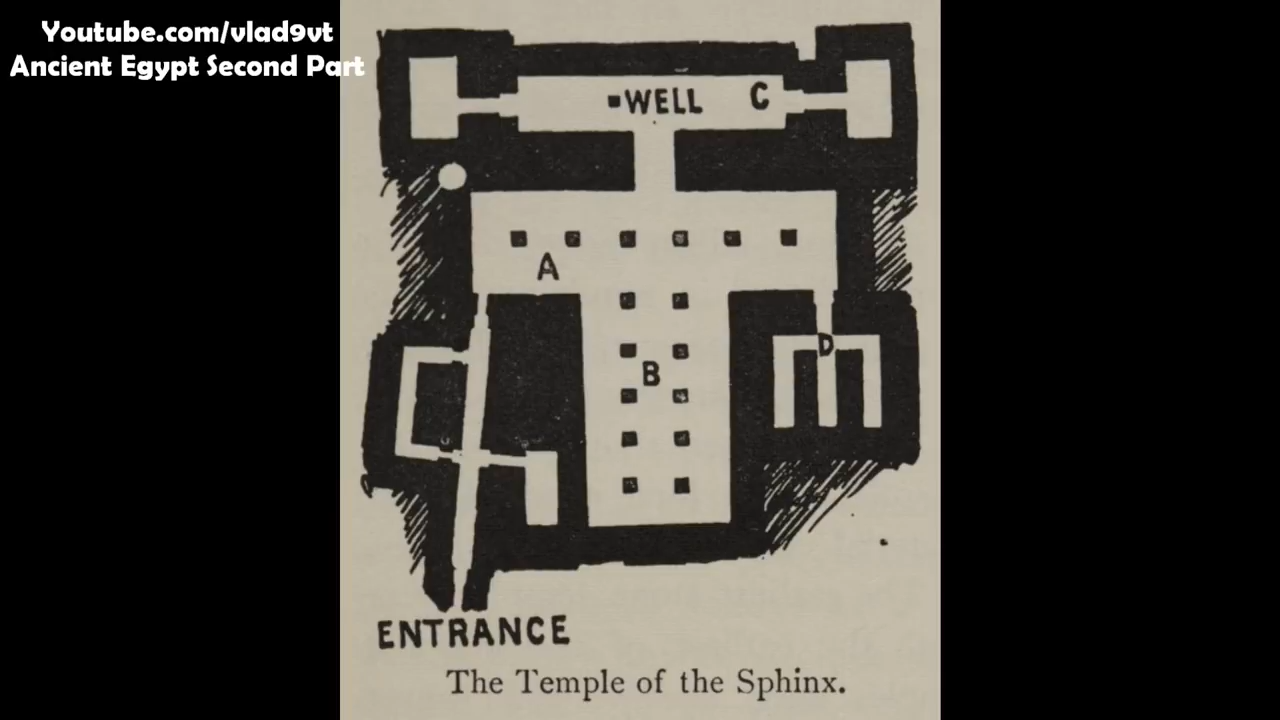 Youtube.com/vlad9vt
Ancient Egypt Second Part
WELL C
A
B
D
ENTRANCE
The Temple of the Sphinx.